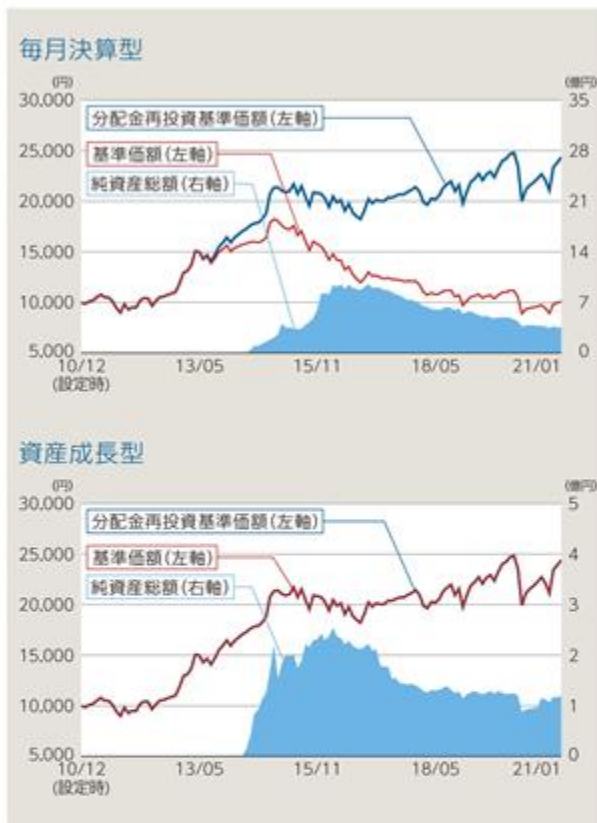 毎月決算型
(円)
(億円)
30,000
35
分配金再投資基準価額(左軸)
25,000
28
基準価額(左軸)
純資産総額(右軸)
20,000
21
15,000
14
10,000
7
5,000
0
10/12
13/05
15/11
18/05
21/01
(設定時)
資産成長型
(円)
(億円)
30,000
5
分配金再投資基準価額(左軸)
25,000
4
基準価額(左軸)
純資産総額(右軸)
20,000
3
15,000
2
10,000
1
5,000
0
10/12
13/05
15/11
18/05
21/01
(設定時)